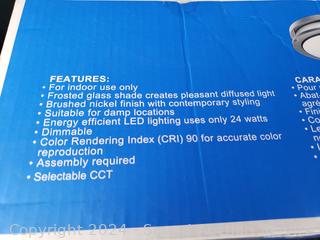 FEATURES:
• For indoor use only
• Frosted glass shade creates pleasant diffused light
• Brushed nickel finish with contemporary styling
• Suitable for damp locations
• Energy efficient LED lighting uses only 24 watts
• Dimmable
• Color Rendering Index (CRI) 90 for accurate color
reproduction
• Assembly required
• Selectable CCT
CARA
• Pour
• Abat-
agré
• Fini
• Co
Copyright 2024